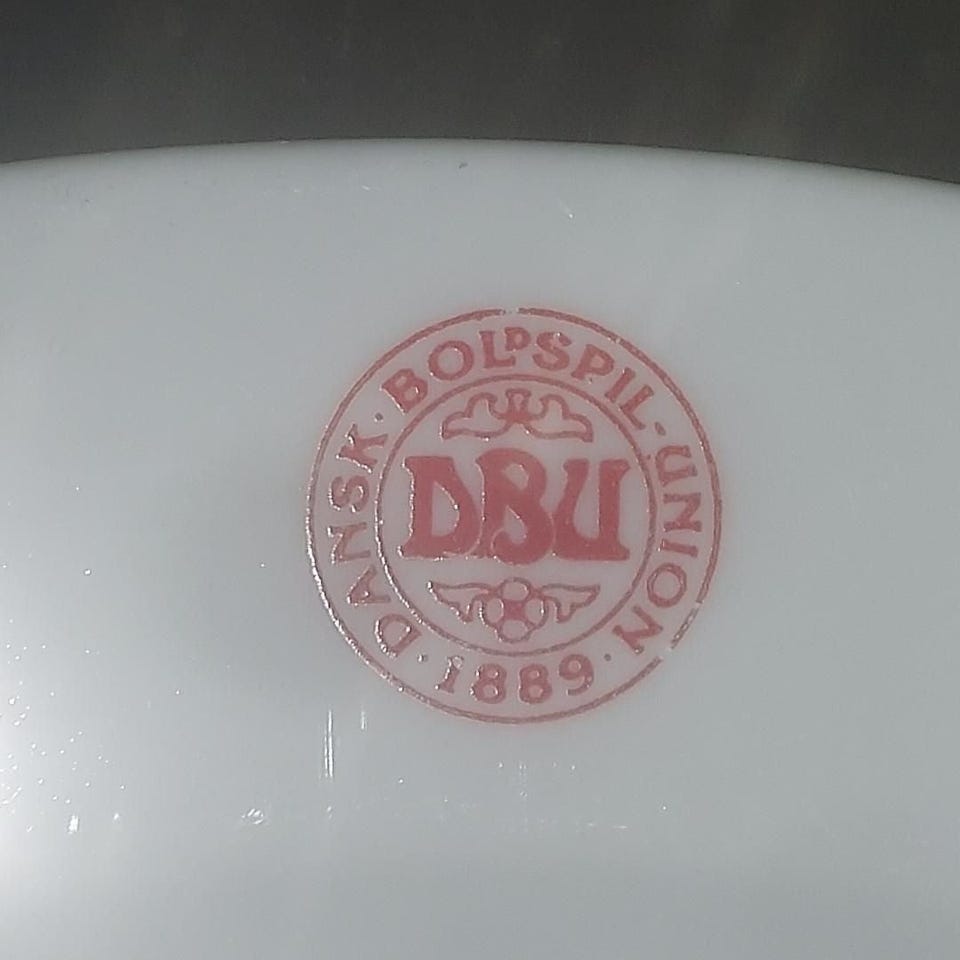 DANSK · BOLDSPIL · UNION
· 1889 ·
DBU